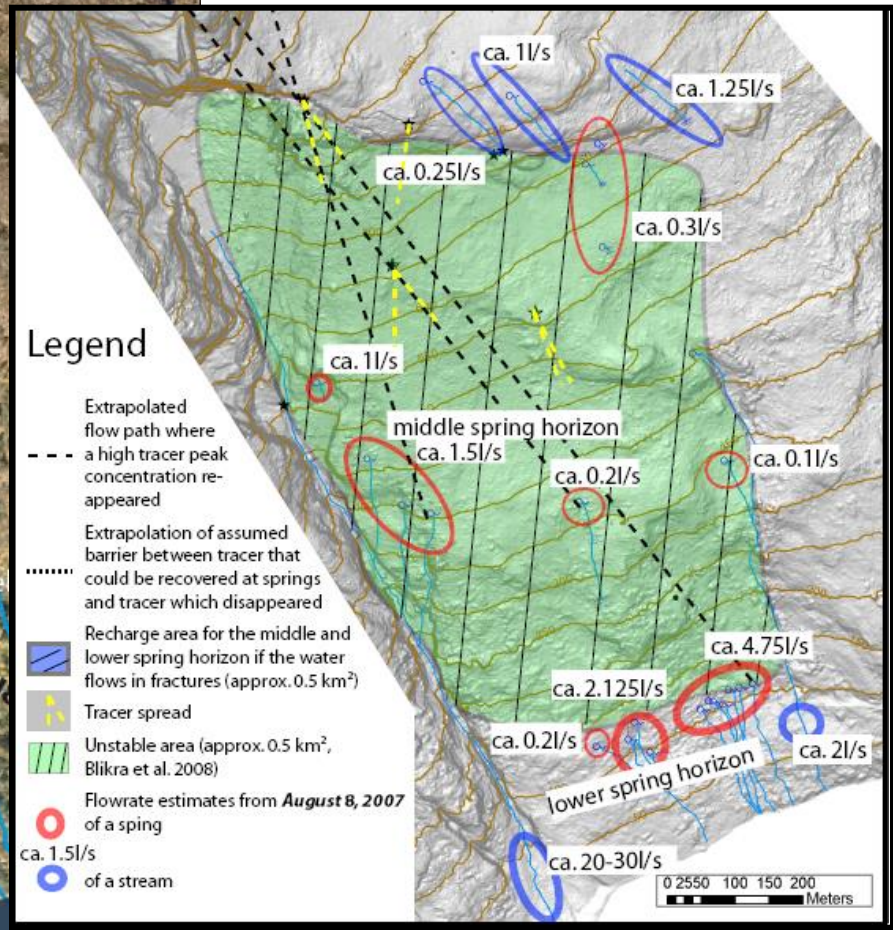 ca. 1l/s
ca. 1.25l/s
ca. 0.25l/s
ca. 0.3l/s
ca. 1l/s
middle spring horizon
ca. 1.5l/s
ca. 0.2l/s
ca. 0.1l/s
ca. 4.75l/s
ca. 2.125l/s
ca. 0.2l/s
ca. 2l/s
lower spring horizon
ca. 20-30l/s
Legend
Extrapolated
flow path where
a high tracer peak
concentration re-
appeared
Extrapolation of assumed
barrier between tracer that
could be recovered at springs
and tracer which disappeared
Recharge area for the middle and
lower spring horizon if the water
flows in fractures (approx. 0.5 km²)
Tracer spread
Unstable area (approx. 0.5 km²,
Blikra et al. 2008)
Flowrate estimates from August 8, 2007
of a sping
ca. 1.5l/s
of a stream
0 2550 100 150 200
Meters